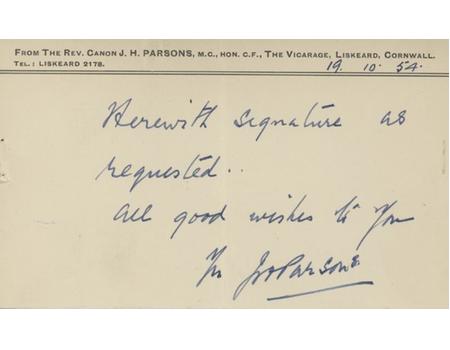 FROM THE REV. CANON J. H. PARSONS, M.C., HON. C.F., THE VICARAGE, LISKEARD, CORNWALL.
TEL.: LISKEARD 2178.
19. 10. 54.
Herewith signature as
requested..
All good wishes to you
JHParsons